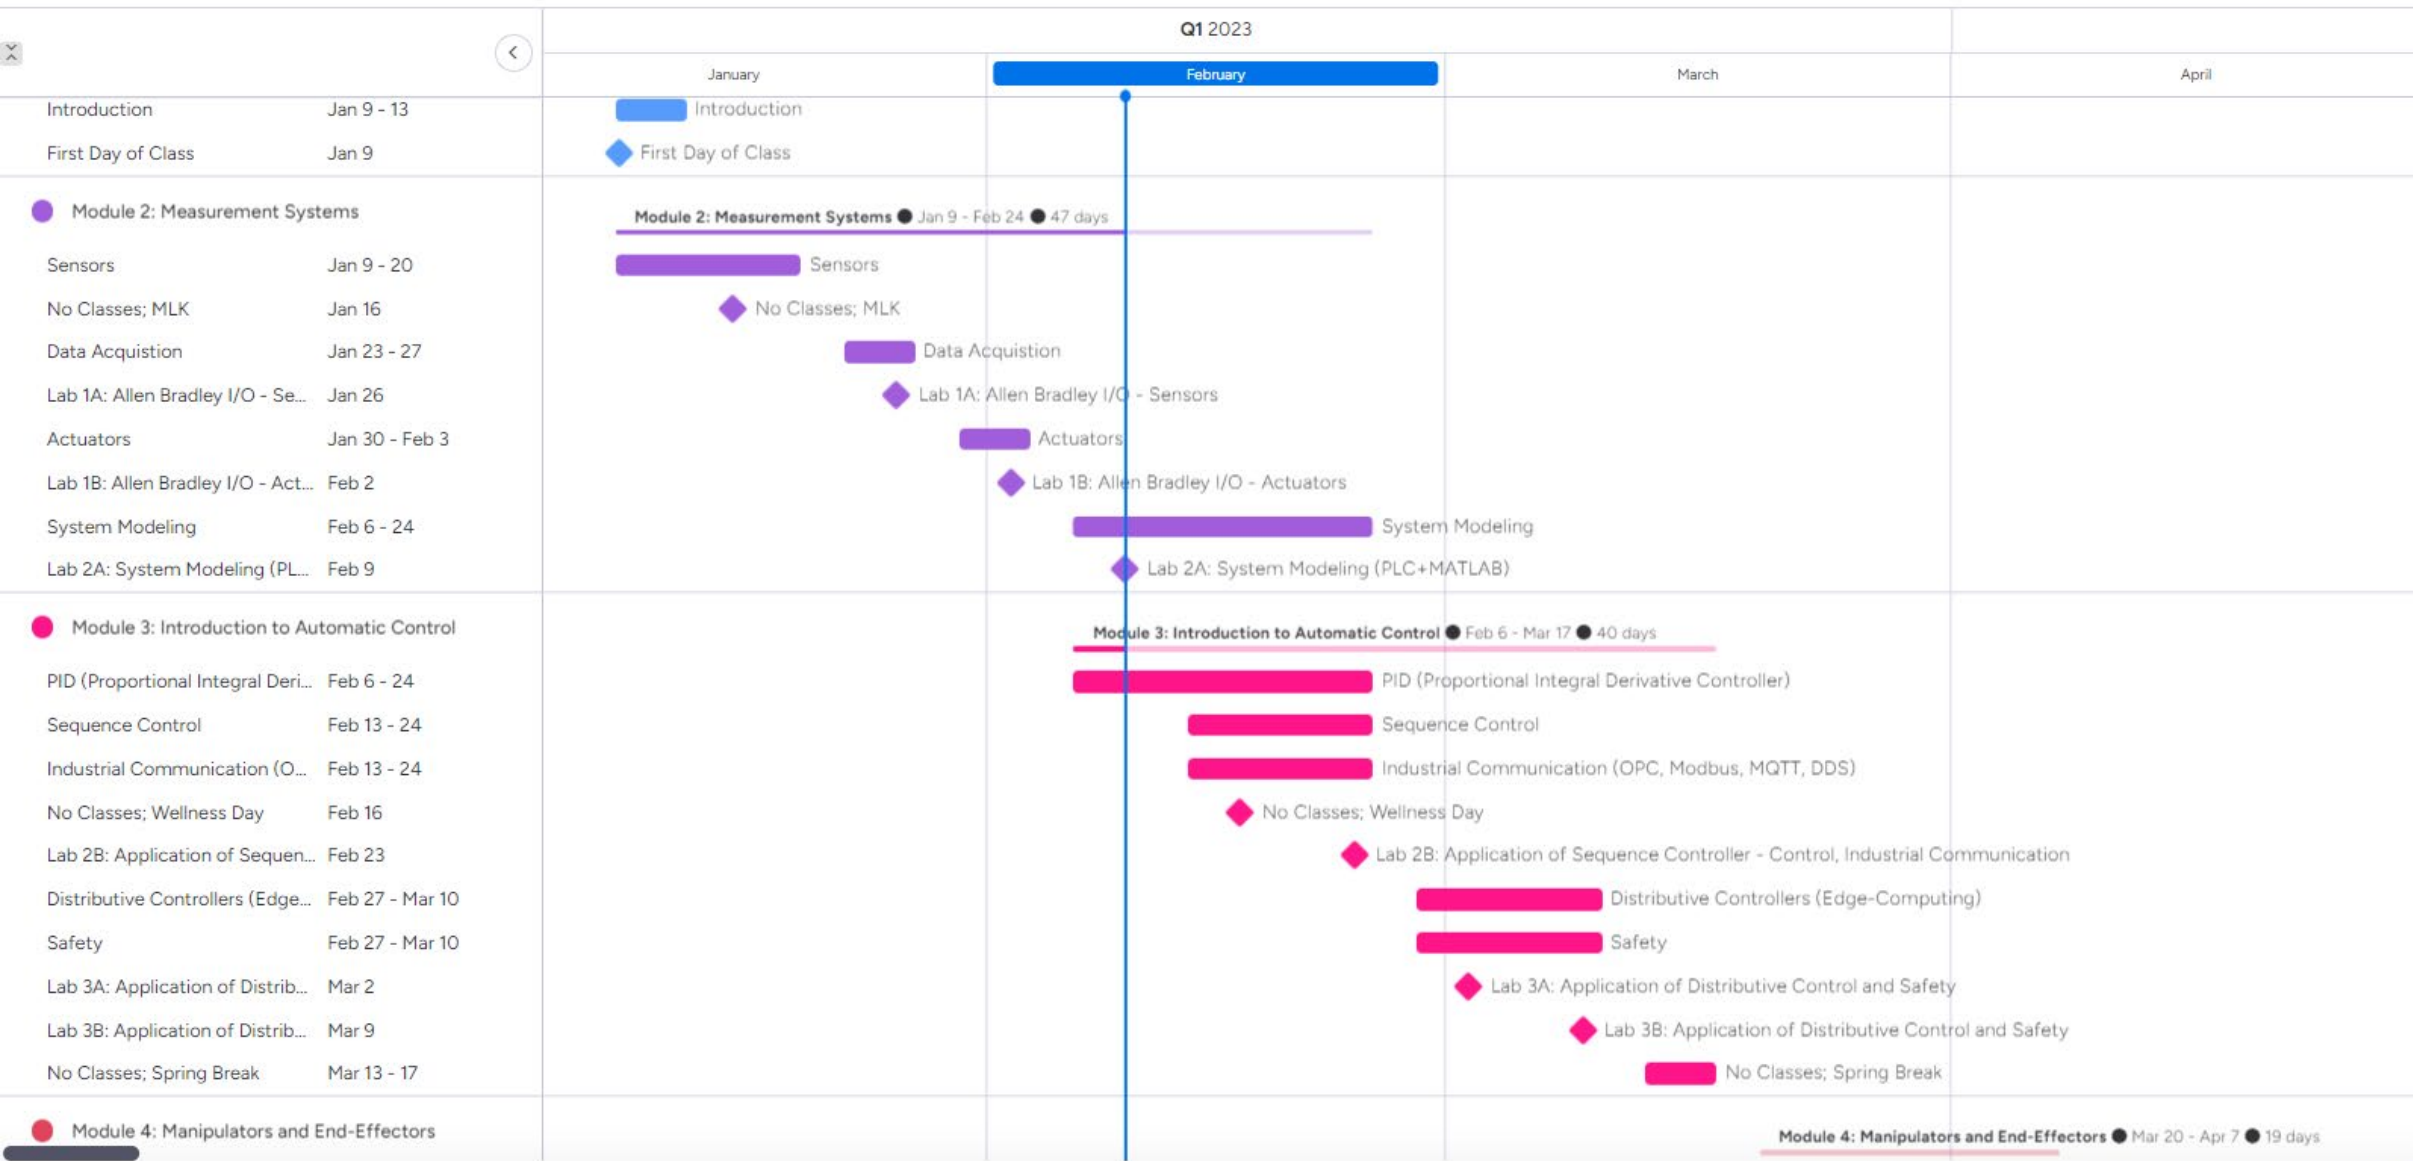 Q1 2023
January February March April
Introduction Jan 9 - 13 Introduction
First Day of Class Jan 9 First Day of Class
Module 2: Measurement Systems Module 2: Measurement Systems ● Jan 9 - Feb 24 ● 47 days
Sensors Jan 9 - 20 Sensors
No Classes; MLK Jan 16 No Classes; MLK
Data Acquistion Jan 23 - 27 Data Acquistion
Lab 1A: Allen Bradley I/O - Se... Jan 26 Lab 1A: Allen Bradley I/O - Sensors
Actuators Jan 30 - Feb 3 Actuators
Lab 1B: Allen Bradley I/O - Act... Feb 2 Lab 1B: Allen Bradley I/O - Actuators
System Modeling Feb 6 - 24 System Modeling
Lab 2A: System Modeling (PL... Feb 9 Lab 2A: System Modeling (PLC+MATLAB)
Module 3: Introduction to Automatic Control Module 3: Introduction to Automatic Control ● Feb 6 - Mar 17 ● 40 days
PID (Proportional Integral Deri... Feb 6 - 24 PID (Proportional Integral Derivative Controller)
Sequence Control Feb 13 - 24 Sequence Control
Industrial Communication (O... Feb 13 - 24 Industrial Communication (OPC, Modbus, MQTT, DDS)
No Classes; Wellness Day Feb 16 No Classes; Wellness Day
Lab 2B: Application of Sequen... Feb 23 Lab 2B: Application of Sequence Controller - Control, Industrial Communication
Distributive Controllers (Edge... Feb 27 - Mar 10 Distributive Controllers (Edge-Computing)
Safety Feb 27 - Mar 10 Safety
Lab 3A: Application of Distrib... Mar 2 Lab 3A: Application of Distributive Control and Safety
Lab 3B: Application of Distrib... Mar 9 Lab 3B: Application of Distributive Control and Safety
No Classes; Spring Break Mar 13 - 17 No Classes; Spring Break
Module 4: Manipulators and End-Effectors Module 4: Manipulators and End-Effectors ● Mar 20 - Apr 7 ● 19 days